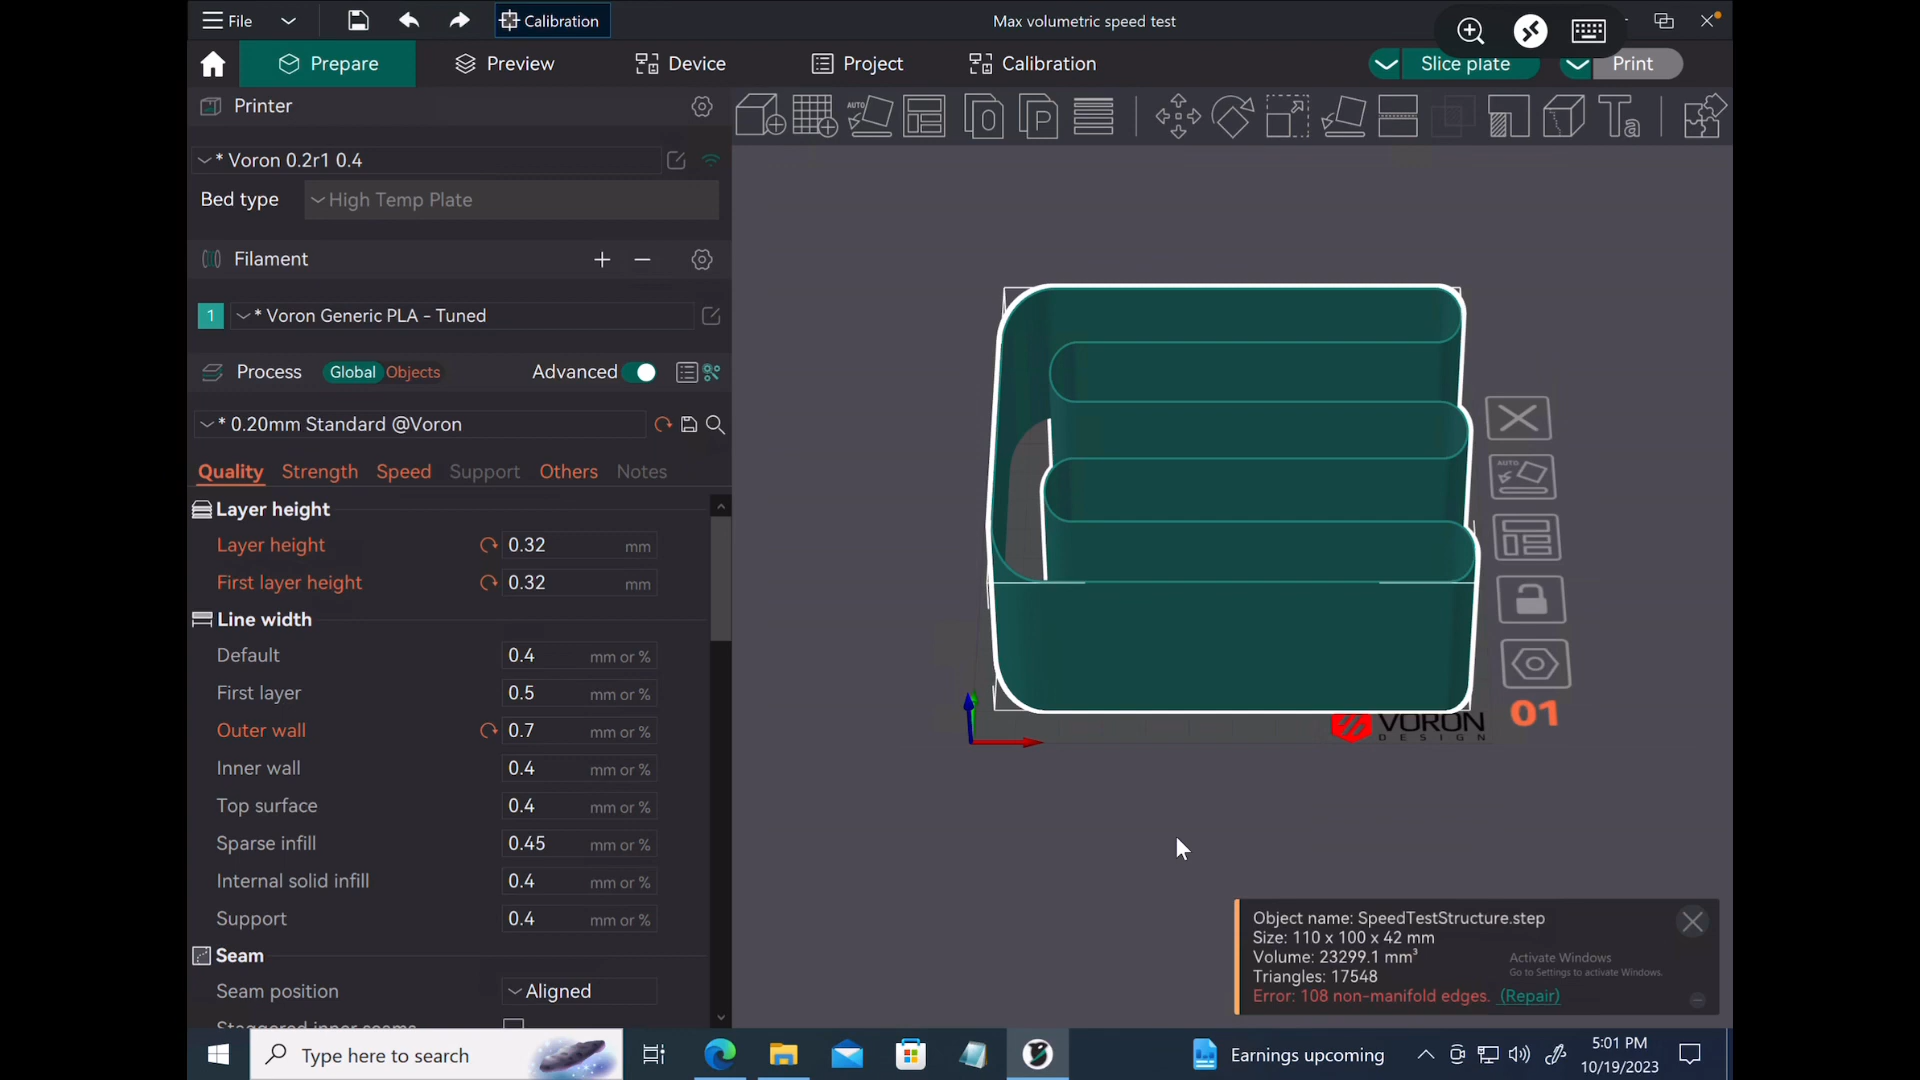 File
Calibration
Max volumetric speed test
Prepare
Preview
Device
Project
Calibration
Slice plate
Print
Printer
* Voron 0.2r1 0.4
Bed type
High Temp Plate
Filament
1
* Voron Generic PLA - Tuned
Process
Global
Objects
Advanced
* 0.20mm Standard @Voron
Quality
Strength
Speed
Support
Others
Notes
Layer height
Layer height 0.32 mm
First layer height 0.32 mm
Line width
Default 0.4 mm or %
First layer 0.5 mm or %
Outer wall 0.7 mm or %
Inner wall 0.4 mm or %
Top surface 0.4 mm or %
Sparse infill 0.45 mm or %
Internal solid infill 0.4 mm or %
Support 0.4 mm or %
Seam
Seam position Aligned
Staggered inner seams
AUTO
O
P
Ta
AUTO
VORON
DESIGN
01
Object name: SpeedTestStructure.step
Size: 110 x 100 x 42 mm
Volume: 23299.1 mm³
Triangles: 17548
Error: 108 non-manifold edges. (Repair)
Activate Windows
Go to Settings to activate Windows.
Type here to search
Earnings upcoming
5:01 PM
10/19/2023